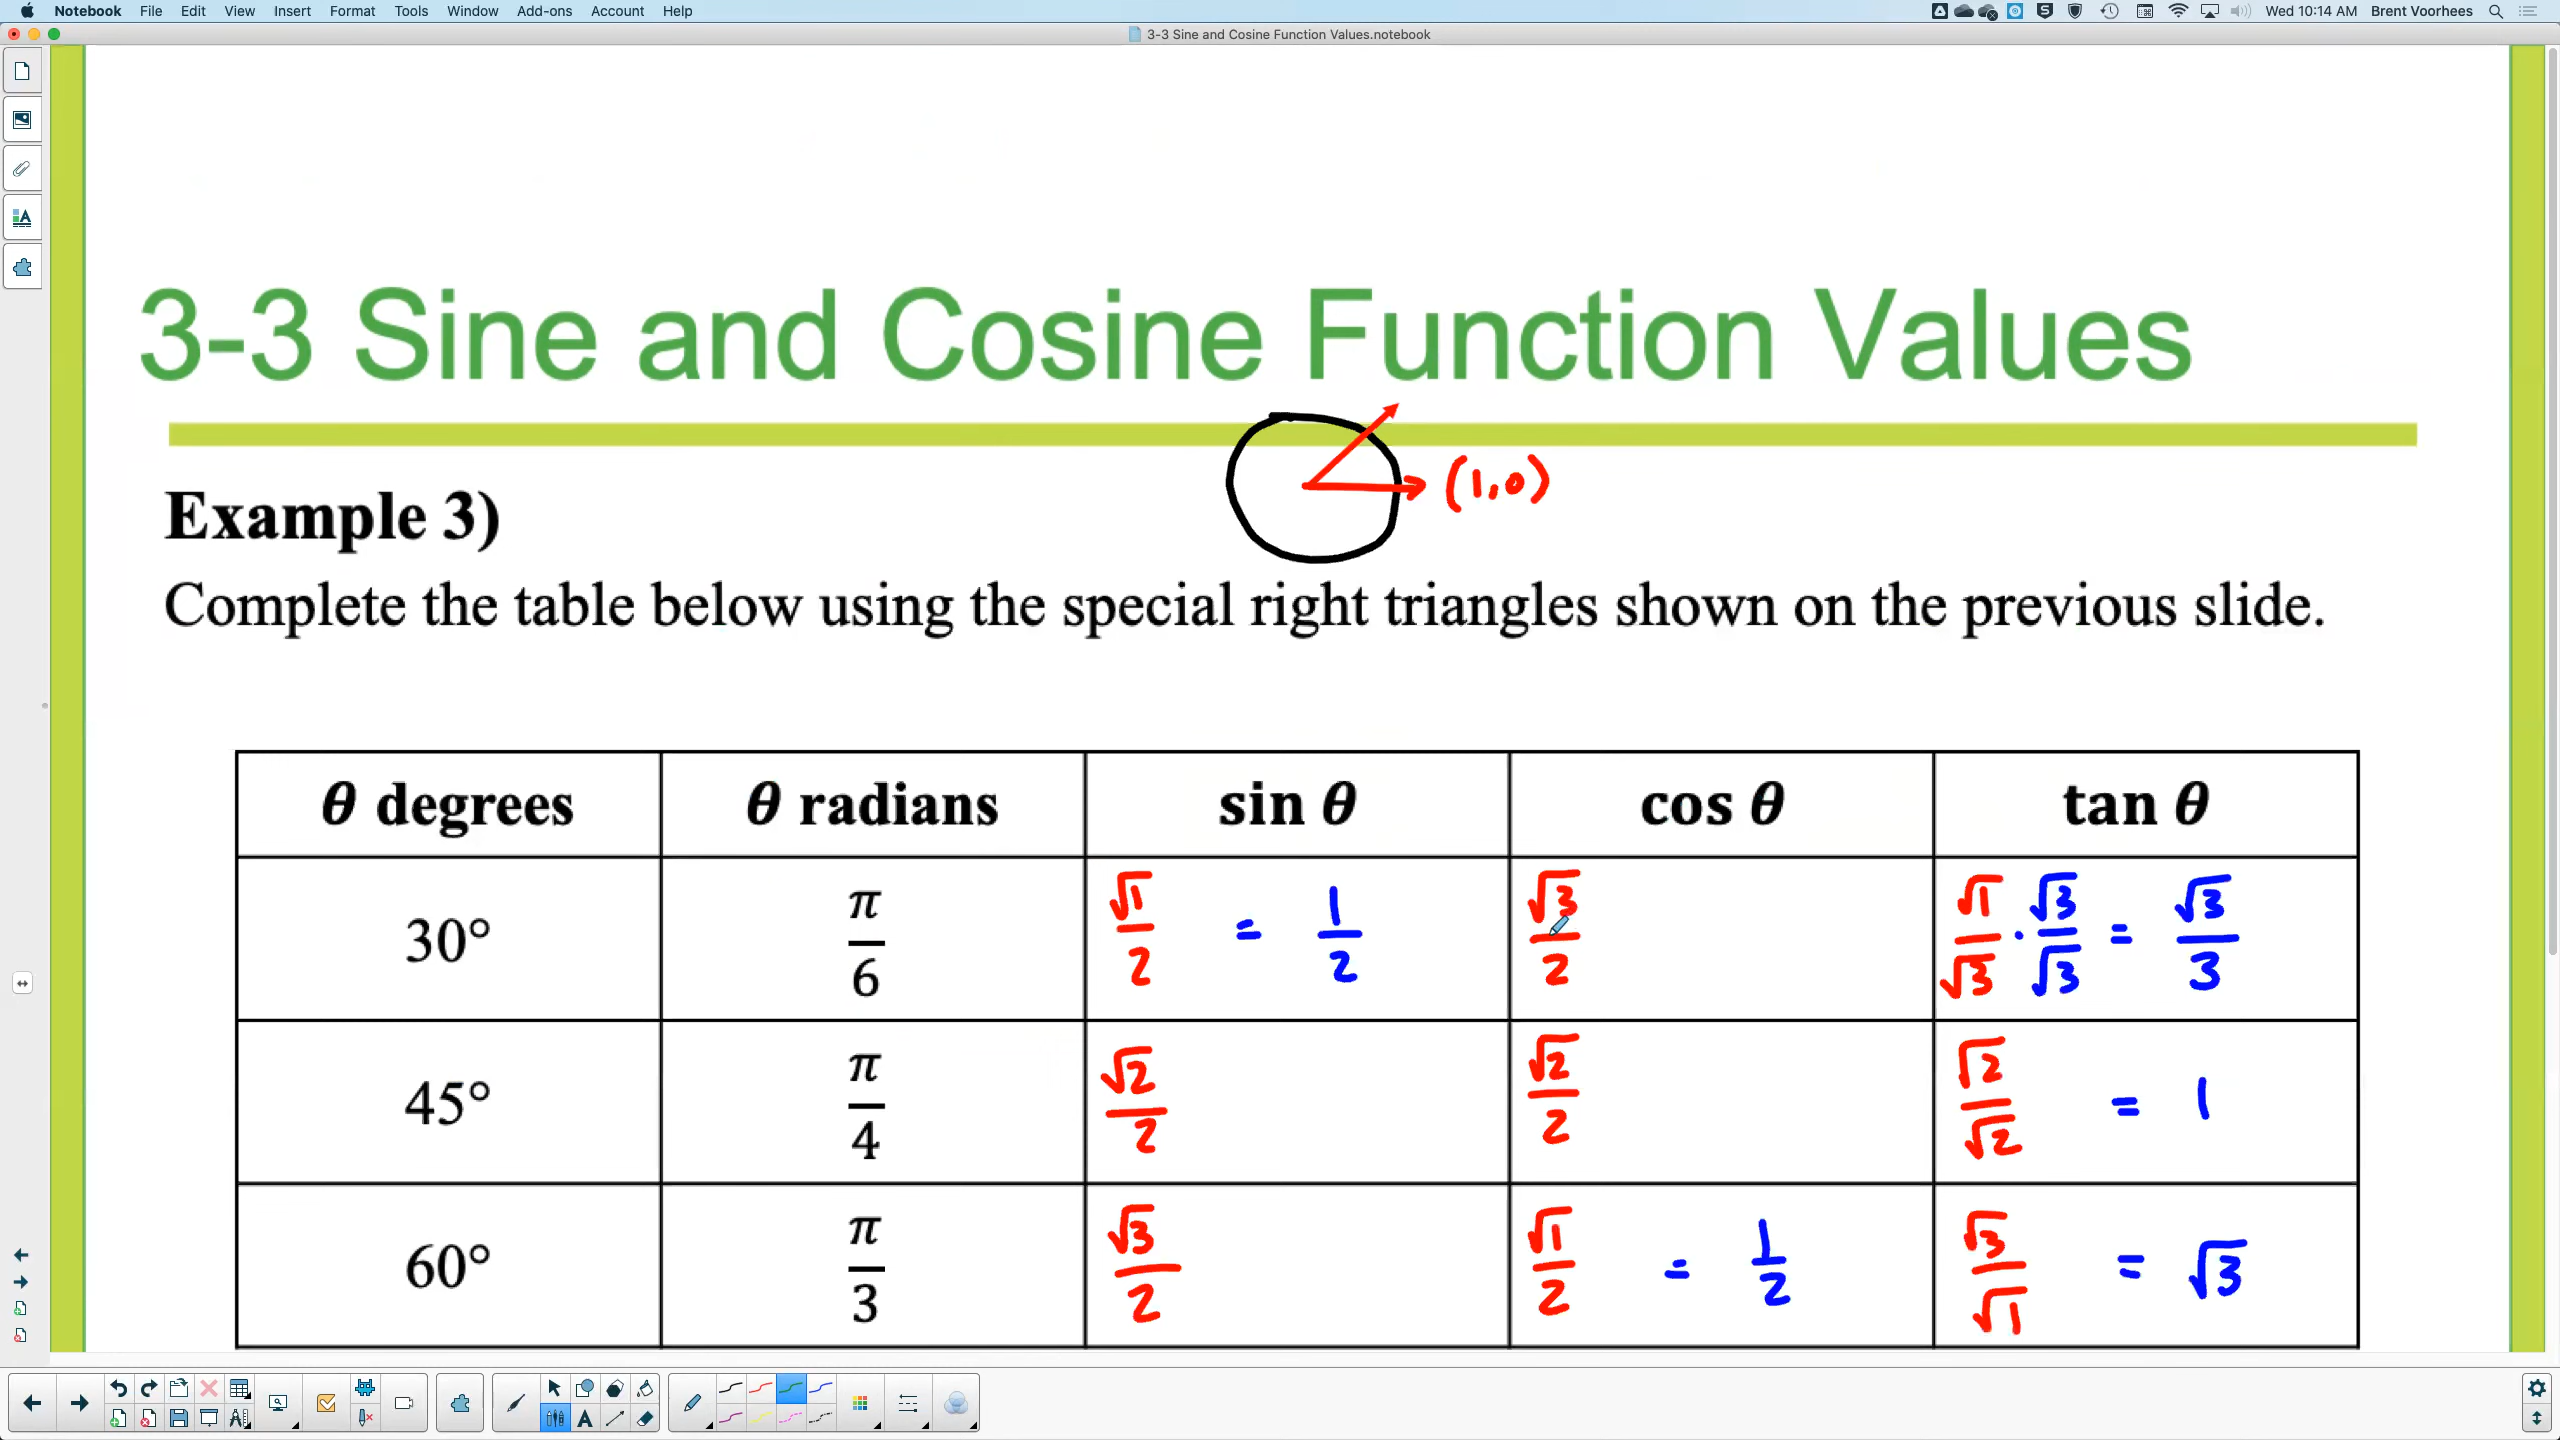 Notebook File Edit View Insert Format Tools Window Add-ons Account Help Wed 10:14 AM Brent Voorhees
3-3 Sine and Cosine Function Values.notebook
3-3 Sine and Cosine Function Values
(1,0)
Example 3)
Complete the table below using the special right triangles shown on the previous slide.
θ degrees θ radians sin θ cos θ tan θ
30° π/6 √1/2 = 1/2 √3/2 √1/√3 · √3/√3 = √3/3
45° π/4 √2/2 √2/2 √2/√2 = 1
60° π/3 √3/2 √1/2 = 1/2 √3/√1 = √3